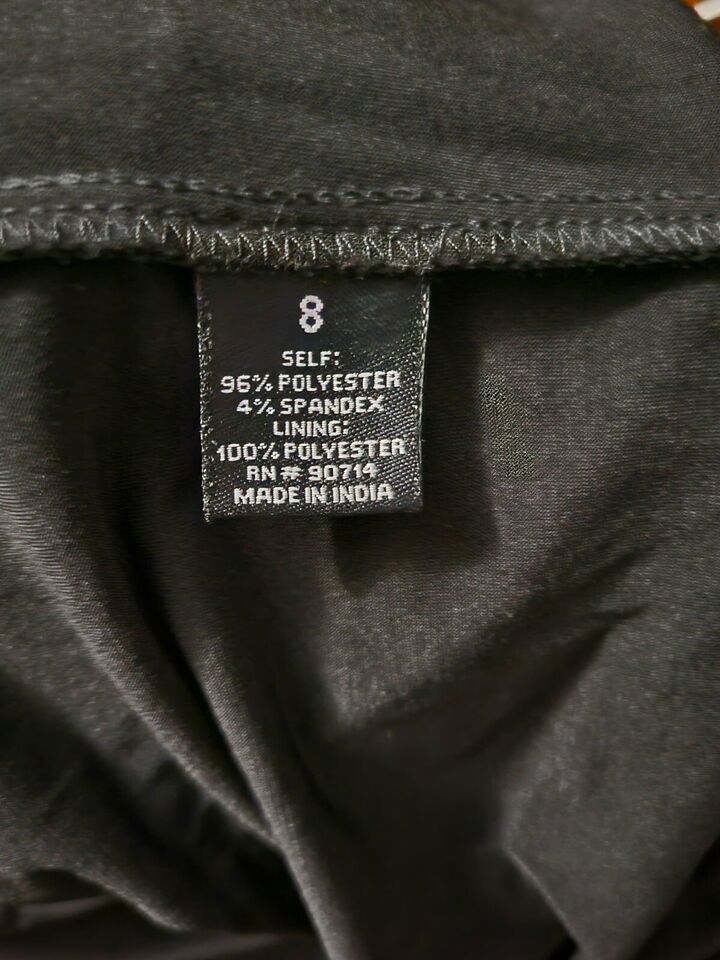 8
SELF:
96% POLYESTER
4% SPANDEX
LINING:
100% POLYESTER
RN # 90714
MADE IN INDIA